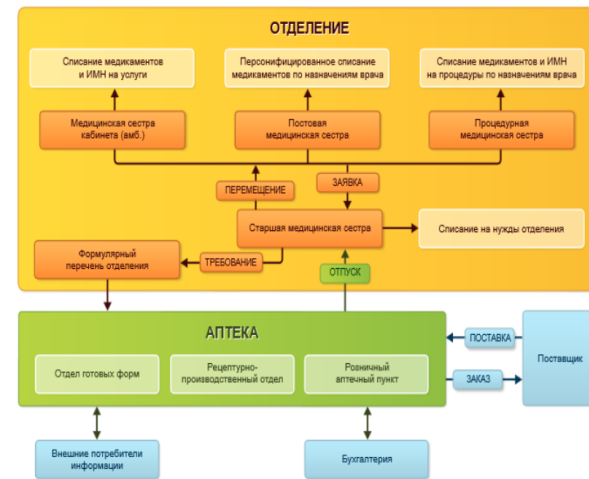 ОТДЕЛЕНИЕ
Списание медикаментов
и ИМН на услуги
Персонифицированное списание
медикаментов по назначениям врача
Списание медикаментов и ИМН
на процедуры по назначениям врача
Медицинская сестра
кабинета (амб.)
Постовая
медицинская сестра
Процедурная
медицинская сестра
ПЕРЕМЕЩЕНИЕ
ЗАЯВКА
Старшая медицинская сестра
Списание на нужды отделения
Формулярный
перечень отделения
ТРЕБОВАНИЕ
ОТПУСК
АПТЕКА
Отдел готовых форм
Рецептурно-
производственный отдел
Розничный
аптечный пункт
ПОСТАВКА
ЗАКАЗ
Поставщик
Внешние потребители
информации
Бухгалтерия